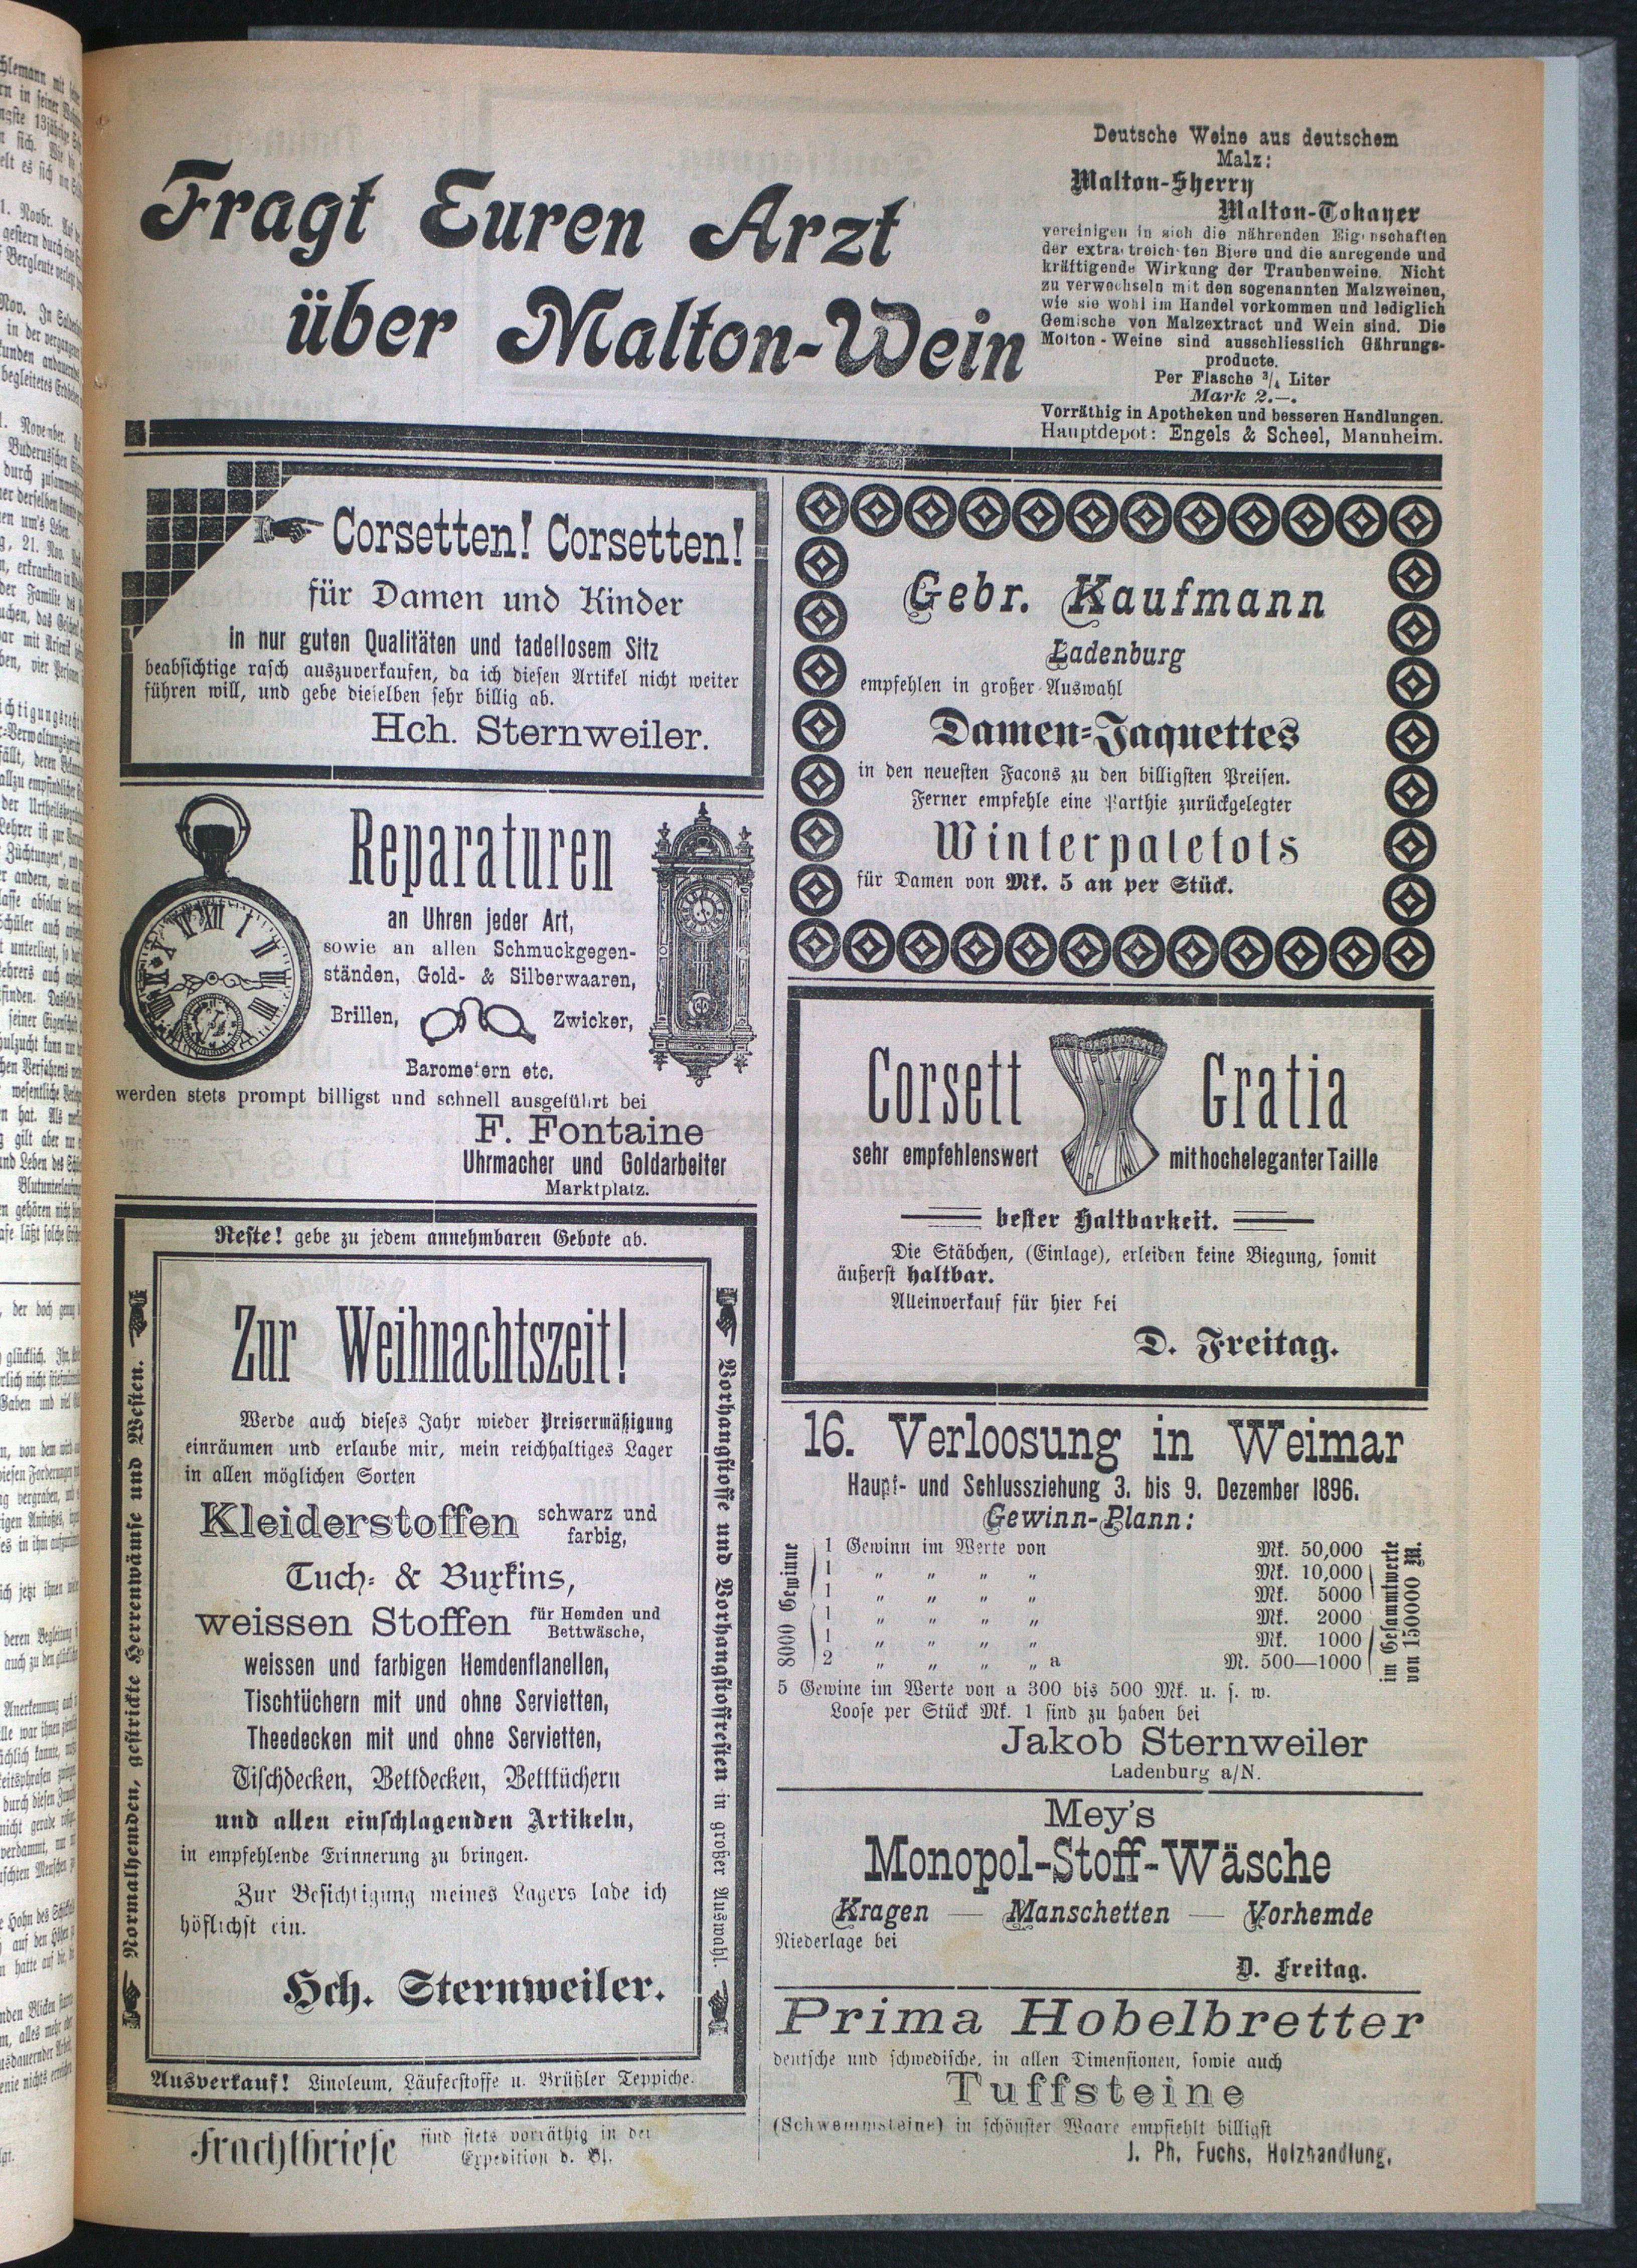 Fragt Euren Arzt
über Malton-Wein
Deutsche Weine aus deutschem
Malz:
Malton-Sherry
Malton-Tokayer
vereinigen in sich die nährenden Eigenschaften
der extractreichsten Biere und die anregende und
kräftigende Wirkung der Traubenweine. Nicht
zu verwechseln mit den sogenannten Malzweinen,
wie sie wohl im Handel vorkommen und lediglich
Gemische von Malzextract und Wein sind. Die
Molton-Weine sind ausschliesslich Gährungs-
producte.
Per Flasche 3/4 Liter
Mark 2.—.
Vorräthig in Apotheken und besseren Handlungen.
Hauptdepot: Engels & Scheel, Mannheim.
Corsetten! Corsetten!
für Damen und Kinder
in nur guten Qualitäten und tadellosem Sitz
beabsichtige rasch auszuverkaufen, da ich diesen Artikel nicht weiter
führen will, und gebe dieselben sehr billig ab.
Hch. Sternweiler.
Reparaturen
an Uhren jeder Art,
sowie an allen Schmuckgegen-
ständen, Gold- & Silberwaaren,
Brillen, Zwicker,
Barometern etc.
werden stets prompt billigst und schnell ausgeführt bei
F. Fontaine
Uhrmacher und Goldarbeiter
Marktplatz.
Reste! gebe zu jedem annehmbaren Gebote ab.
Normalhemden, gestrickte Herrenwämse und Westen.
Zur Weihnachtszeit!
Werde auch dieses Jahr wieder Preisermäßigung
einräumen und erlaube mir, mein reichhaltiges Lager
in allen möglichen Sorten
Kleiderstoffen schwarz und
farbig,
Tuch- & Buxkins,
weissen Stoffen für Hemden und
Bettwäsche,
weissen und farbigen Hemdenflanellen,
Tischtüchern mit und ohne Servietten,
Theedecken mit und ohne Servietten,
Tischdecken, Bettdecken, Betttüchern
und allen einschlagenden Artikeln,
in empfehlende Erinnerung zu bringen.
Zur Besichtigung meines Lagers lade ich
höflichst ein.
Hch. Sternweiler.
Vorhangstoffe und Vorhangstoffresten in großer Auswahl.
Ausverkauf! Linoleum, Läuferstoffe u. Brüßler Teppiche.
Frachtbriefe sind stets vorräthig in der
Expedition d. Bl.
Gebr. Kaufmann
Ladenburg
empfehlen in großer Auswahl
Damen-Jaquettes
in den neuesten Facons zu den billigsten Preisen.
Ferner empfehle eine Parthie zurückgelegter
Winterpaletots
für Damen von Mk. 5 an per Stück.
Corsett Gratia
sehr empfehlenswert mit hocheleganter Taille
bester Haltbarkeit.
Die Stäbchen, (Einlage), erleiden keine Biegung, somit
äußerst haltbar.
Alleinverkauf für hier bei
D. Freitag.
16. Verloosung in Weimar
Haupt- und Schlussziehung 3. bis 9. Dezember 1896.
Gewinn-Plann:
8000 Gewinne
1 Gewinn im Werte von Mk. 50,000
1 „ „ „ „ Mk. 10,000
1 „ „ „ „ Mk. 5000
1 „ „ „ „ Mk. 2000
1 „ „ „ „ Mk. 1000
2 „ „ „ „ a M. 500—1000
im Gesammtwerte
von 150000 M.
5 Gewine im Werte von a 300 bis 500 Mk. u. s. w.
Loose per Stück Mk. 1 sind zu haben bei
Jakob Sternweiler
Ladenburg a/N.
Mey's
Monopol-Stoff-Wäsche
Kragen — Manschetten — Vorhemde
Niederlage bei
D. Freitag.
Prima Hobelbretter
deutsche und schwedische, in allen Dimensionen, sowie auch
Tuffsteine
(Schwemmsteine) in schönster Waare empfiehlt billigst
J. Ph. Fuchs, Holzhandlung.